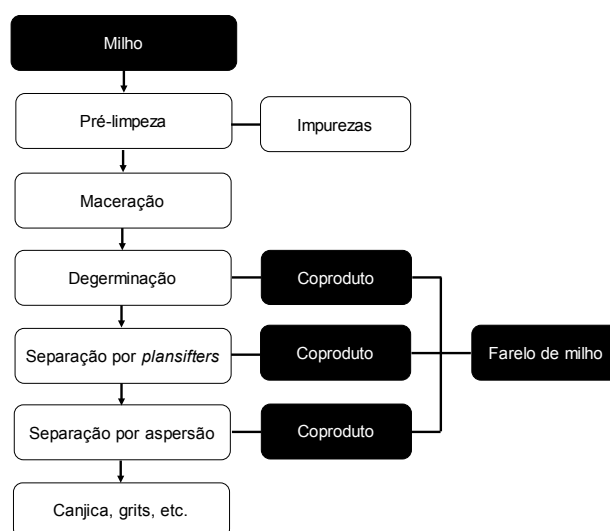 Milho
Pré-limpeza
Impurezas
Maceração
Degerminação
Coproduto
Separação por plansifters
Coproduto
Farelo de milho
Separação por aspersão
Coproduto
Canjica, grits, etc.